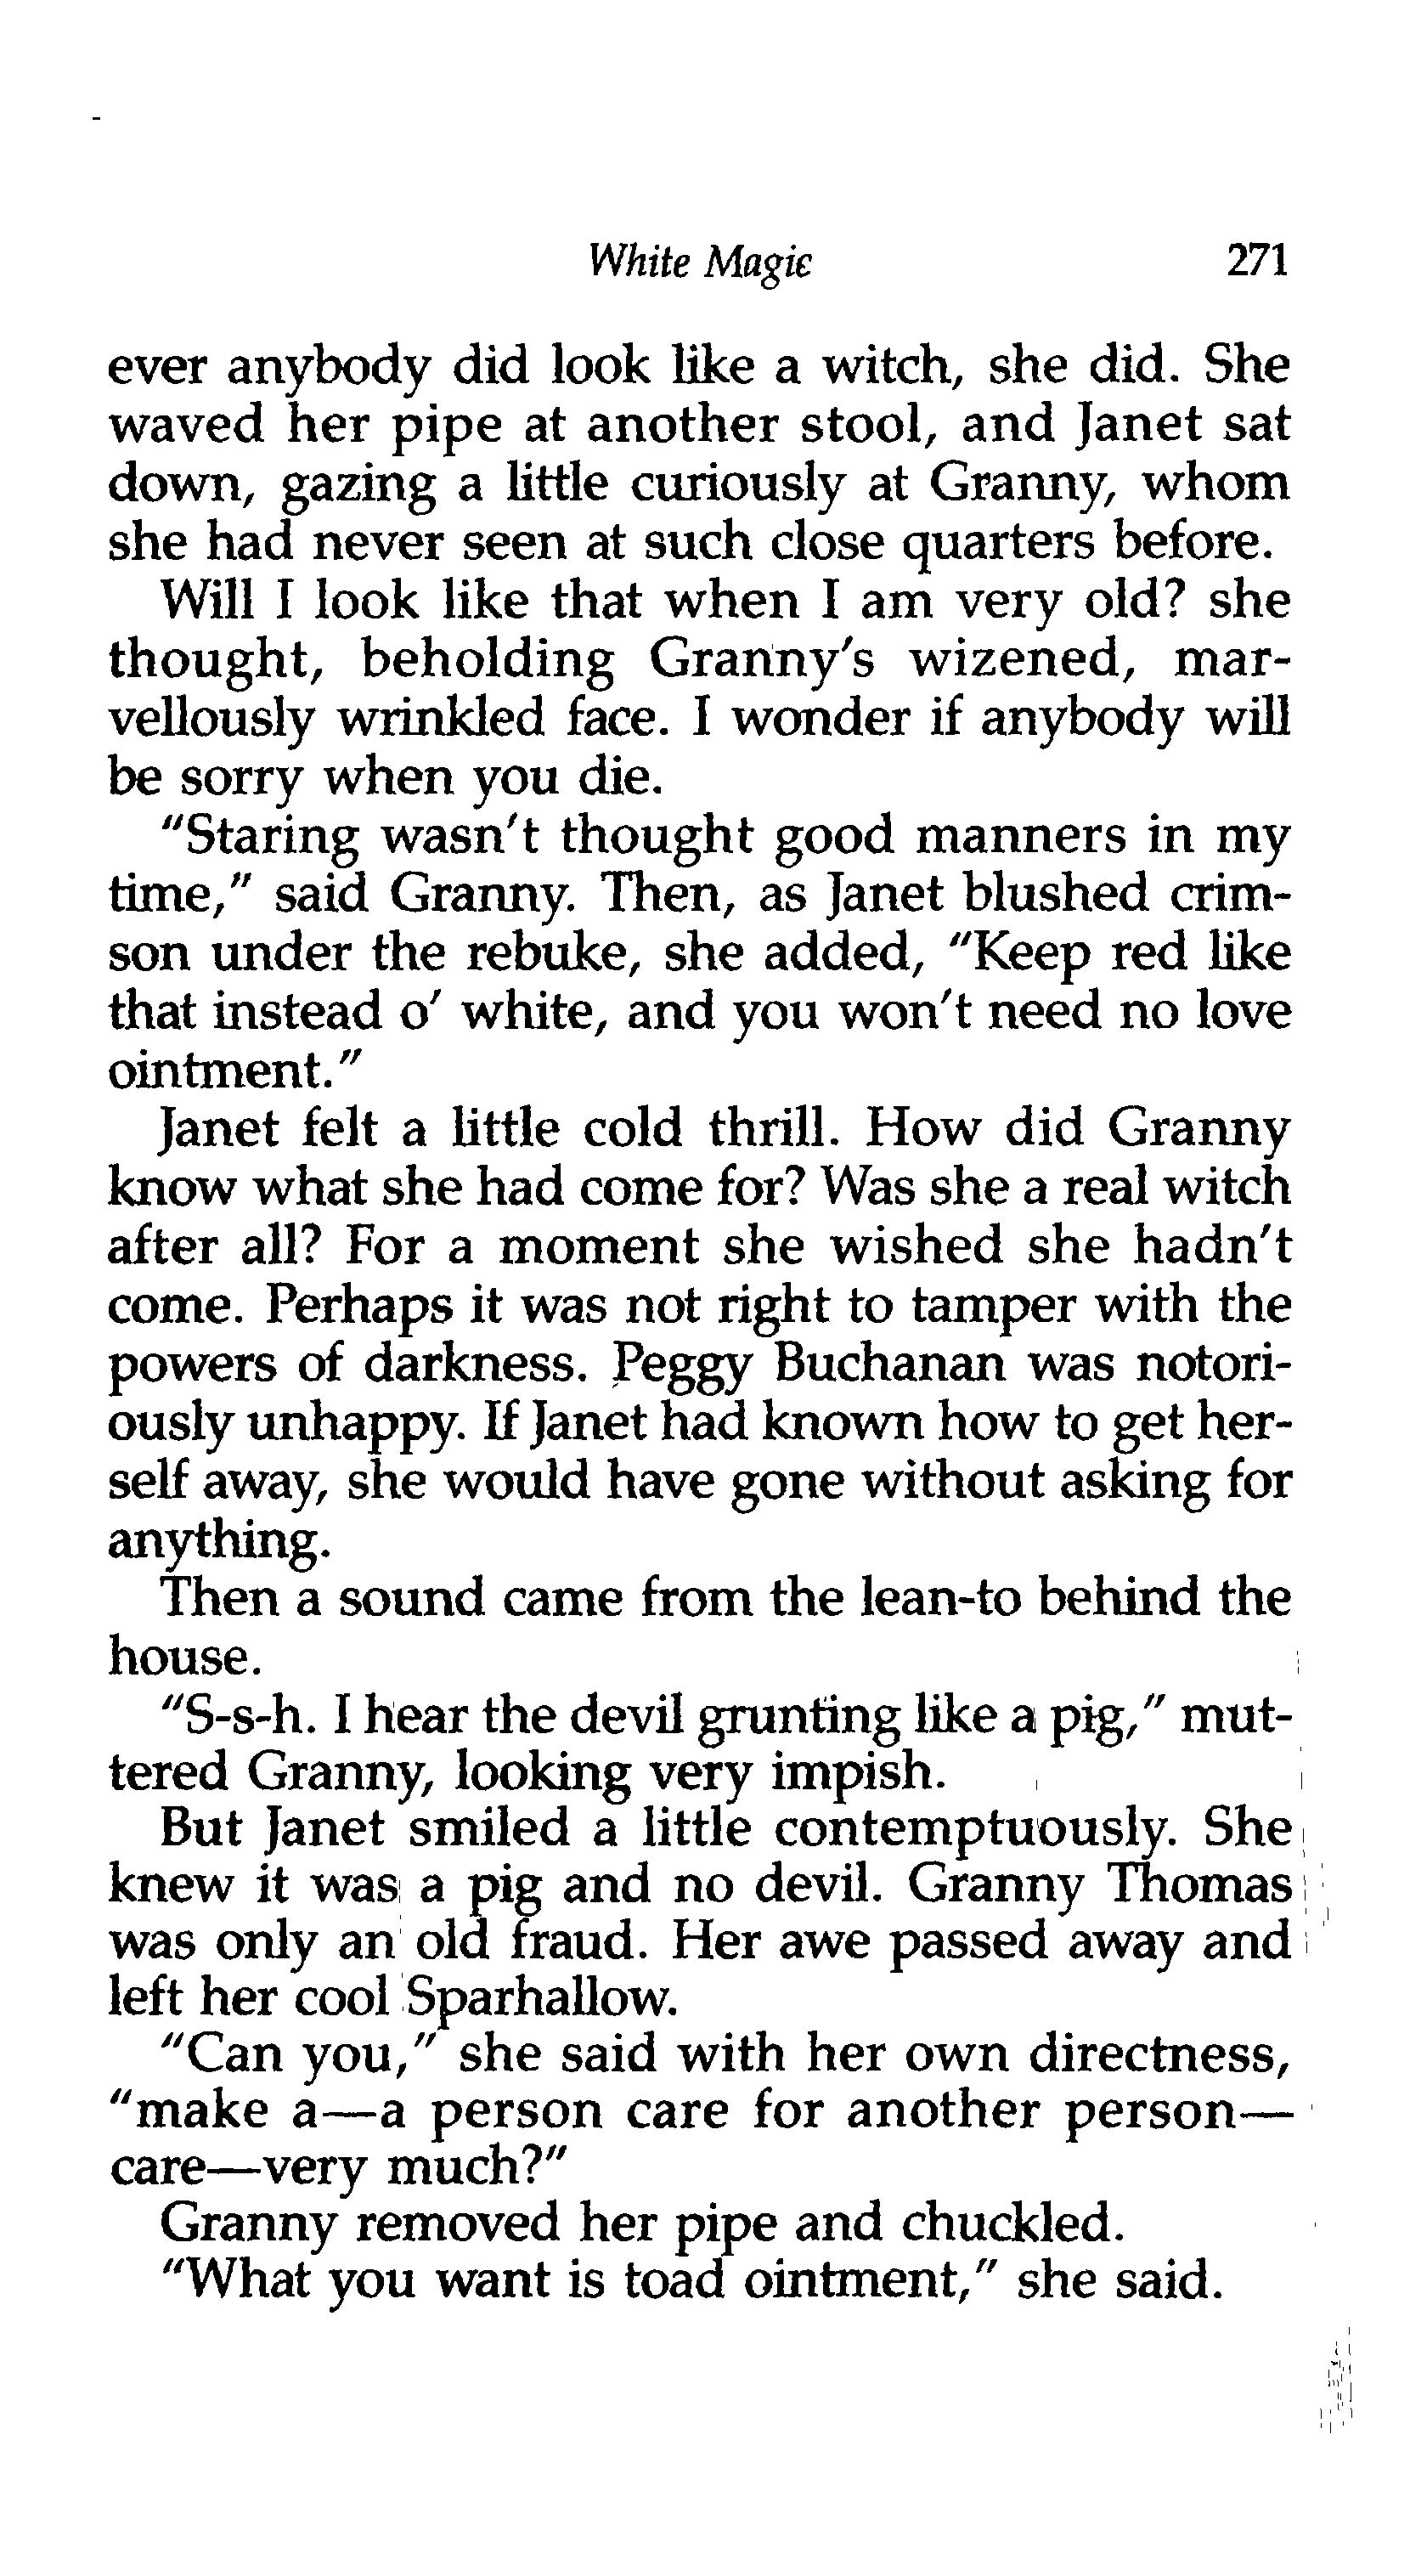 White Magic 271
ever anybody did look like a witch, she did. She
waved her pipe at another stool, and Janet sat
down, gazing a little curiously at Granny, whom
she had never seen at such close quarters before.
Will I look like that when I am very old? she
thought, beholding Granny's wizened, mar-
vellously wrinkled face. I wonder if anybody will
be sorry when you die.
"Staring wasn't thought good manners in my
time," said Granny. Then, as Janet blushed crim-
son under the rebuke, she added, "Keep red like
that instead o' white, and you won't need no love
ointment."
Janet felt a little cold thrill. How did Granny
know what she had come for? Was she a real witch
after all? For a moment she wished she hadn't
come. Perhaps it was not right to tamper with the
powers of darkness. Peggy Buchanan was notori-
ously unhappy. If Janet had known how to get her-
self away, she would have gone without asking for
anything.
Then a sound came from the lean-to behind the
house.
"S-s-h. I hear the devil grunting like a pig," mut-
tered Granny, looking very impish.
But Janet smiled a little contemptuously. She
knew it was a pig and no devil. Granny Thomas
was only an old fraud. Her awe passed away and
left her cool Sparhallow.
"Can you," she said with her own directness,
"make a—a person care for another person—
care—very much?"
Granny removed her pipe and chuckled.
"What you want is toad ointment," she said.